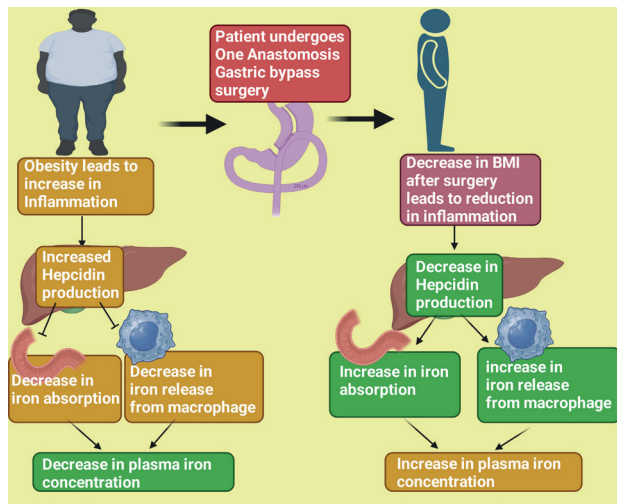 Patient undergoes
One Anastomosis
Gastric bypass
surgery
Obesity leads to
increase in
Inflammation
Decrease in BMI
after surgery
leads to reduction
in inflammation
Increased
Hepcidin
production
Decrease in
Hepcidin
production
Decrease in
iron absorption
Decrease in
iron release
from macrophage
Increase in iron
absorption
increase in
iron release
from macrophage
Decrease in plasma iron
concentration
Increase in plasma iron
concentration